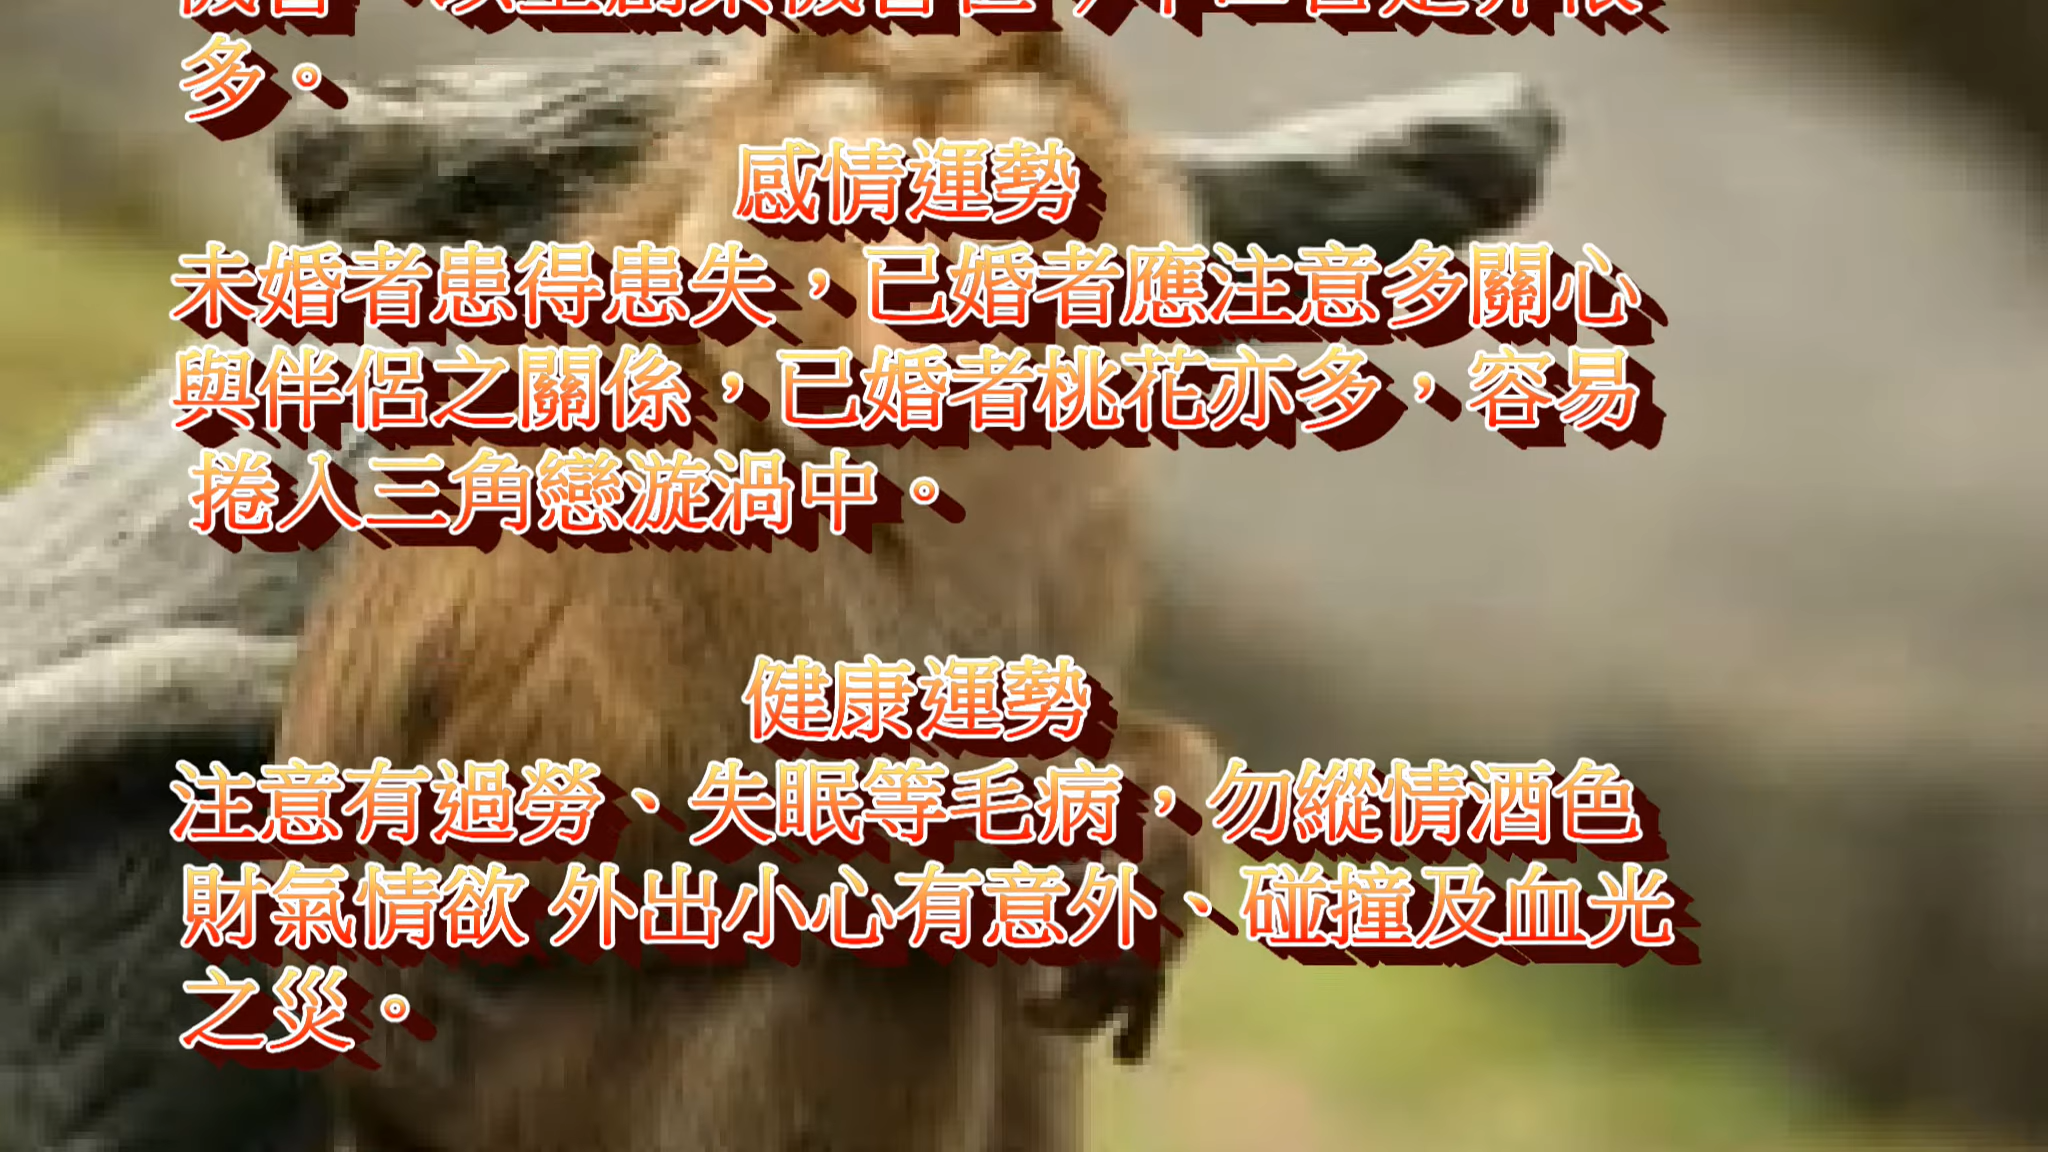 多。
感情運勢
未婚者患得患失，已婚者應注意多關心
與伴侶之關係，已婚者桃花亦多，容易
捲入三角戀漩渦中。
健康運勢
注意有過勞、失眠等毛病，勿縱情酒色
財氣情欲 外出小心有意外、碰撞及血光
之災。